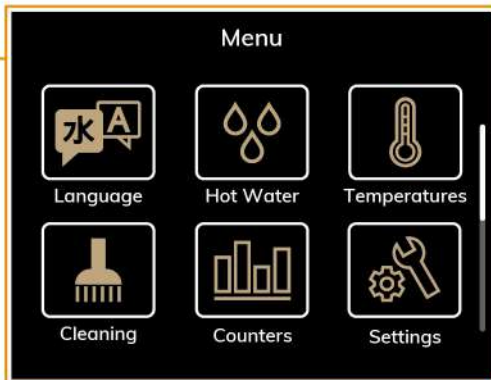 Menu
水 A
Language Hot Water Temperatures
Cleaning Counters Settings